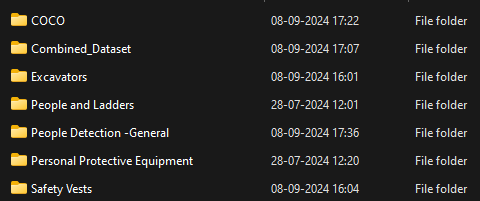 COCO 08-09-2024 17:22 File folder
Combined_Dataset 08-09-2024 17:07 File folder
Excavators 08-09-2024 16:01 File folder
People and Ladders 28-07-2024 12:01 File folder
People Detection -General 08-09-2024 17:36 File folder
Personal Protective Equipment 28-07-2024 12:20 File folder
Safety Vests 08-09-2024 16:04 File folder